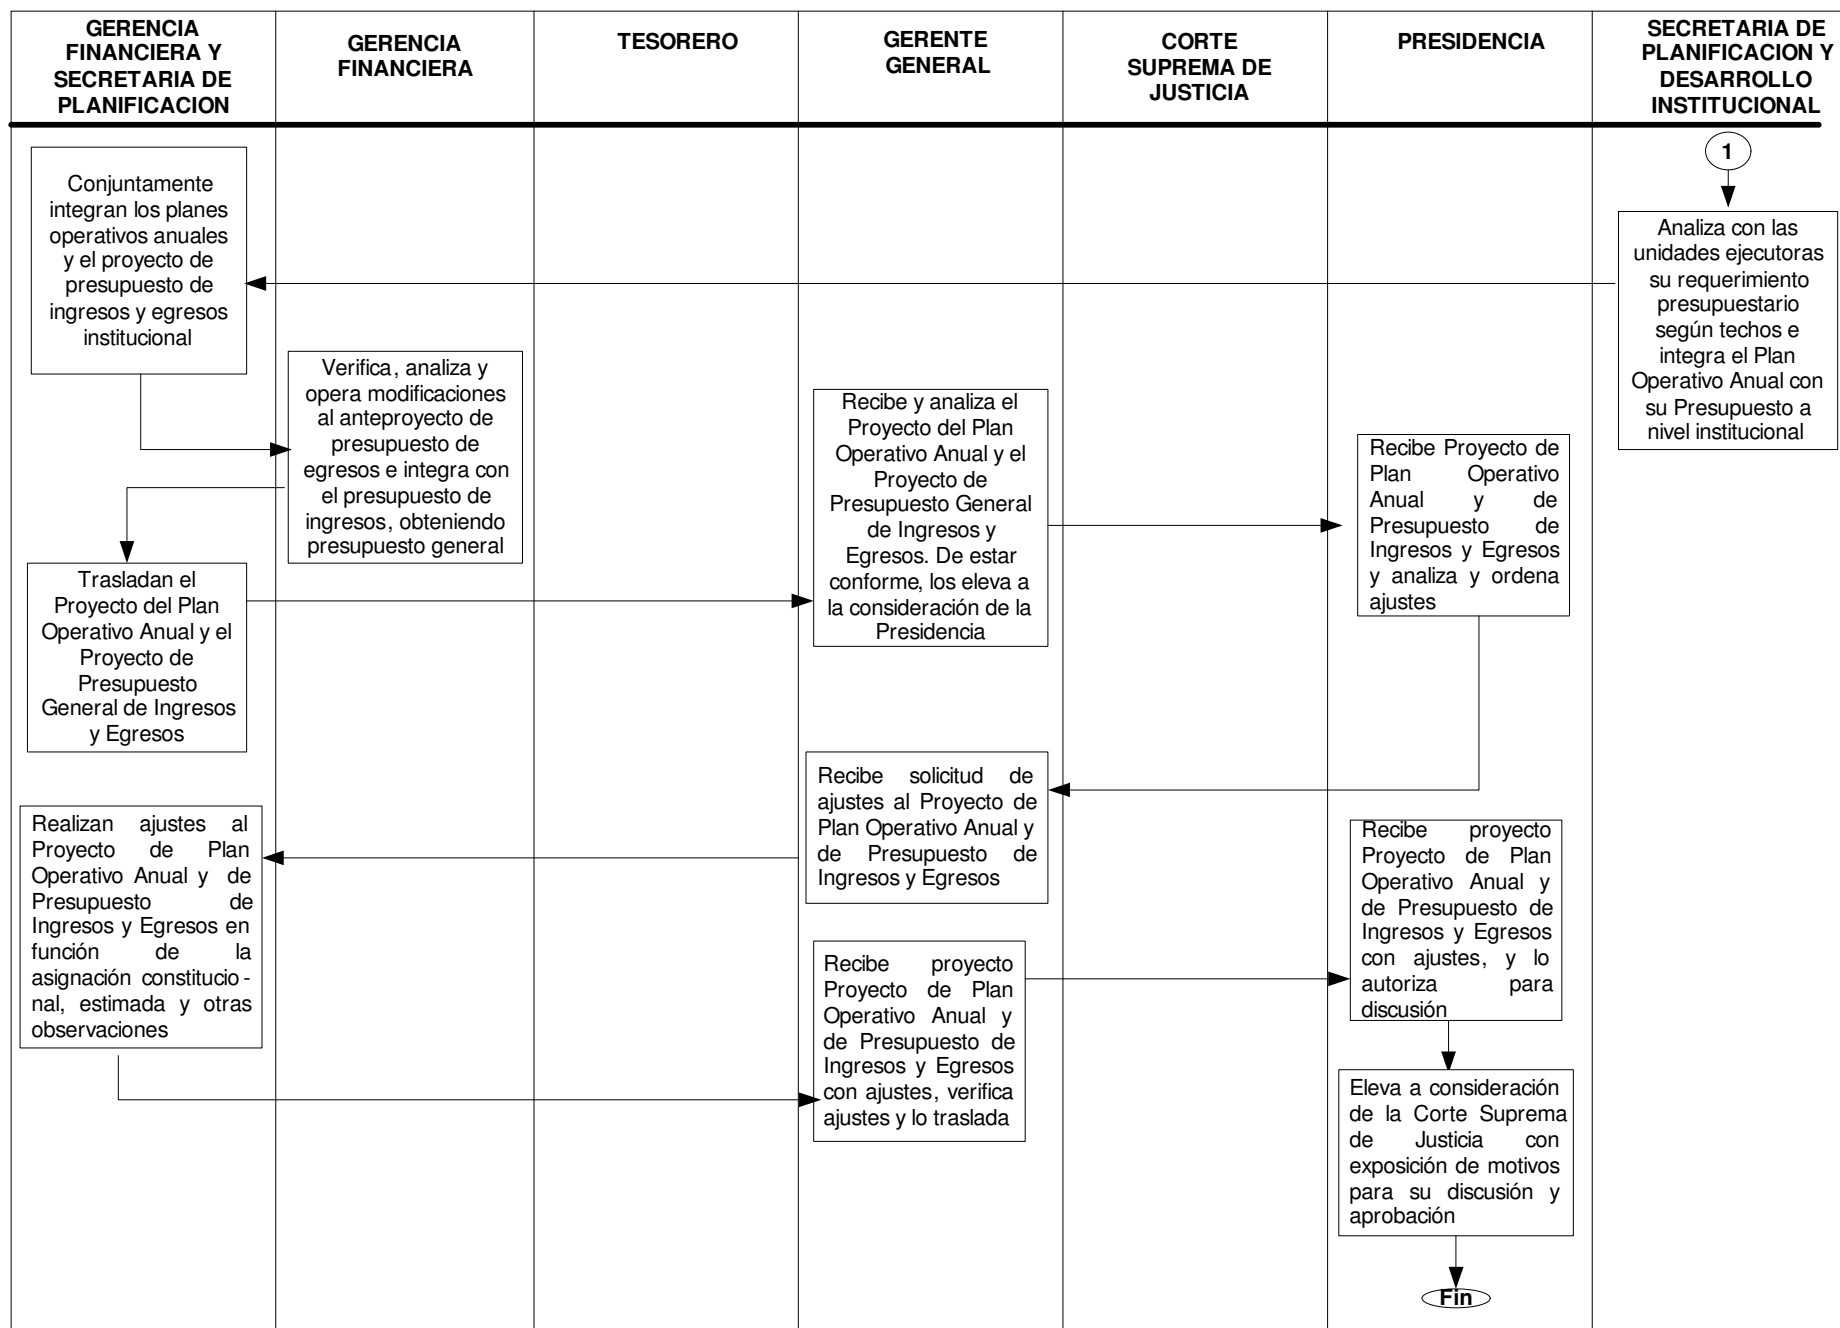 GERENCIA
FINANCIERA Y
SECRETARIA DE
PLANIFICACION
GERENCIA
FINANCIERA
TESORERO
GERENTE
GENERAL
CORTE
SUPREMA DE
JUSTICIA
PRESIDENCIA
SECRETARIA DE
PLANIFICACION Y
DESARROLLO
INSTITUCIONAL
1
Analiza con las
unidades ejecutoras
su requerimiento
presupuestario
según techos e
integra el Plan
Operativo Anual con
su Presupuesto a
nivel institucional
Conjuntamente
integran los planes
operativos anuales
y el proyecto de
presupuesto de
ingresos y egresos
institucional
Verifica, analiza y
opera modificaciones
al anteproyecto de
presupuesto de
egresos e integra con
el presupuesto de
ingresos, obteniendo
presupuesto general
Trasladan el
Proyecto del Plan
Operativo Anual y el
Proyecto de
Presupuesto
General de Ingresos
y Egresos
Recibe y analiza el
Proyecto del Plan
Operativo Anual y el
Proyecto de
Presupuesto General
de Ingresos y
Egresos. De estar
conforme, los eleva a
la consideración de la
Presidencia
Recibe Proyecto de
Plan Operativo
Anual y de
Presupuesto de
Ingresos y Egresos
y analiza y ordena
ajustes
Recibe solicitud de
ajustes al Proyecto de
Plan Operativo Anual y
de Presupuesto de
Ingresos y Egresos
Realizan ajustes al
Proyecto de Plan
Operativo Anual y de
Presupuesto de
Ingresos y Egresos en
función de la
asignación constitucio-
nal, estimada y otras
observaciones
Recibe proyecto
Proyecto de Plan
Operativo Anual y
de Presupuesto de
Ingresos y Egresos
con ajustes, verifica
ajustes y lo traslada
Recibe proyecto
Proyecto de Plan
Operativo Anual y
de Presupuesto de
Ingresos y Egresos
con ajustes, y lo
autoriza para
discusión
Eleva a consideración
de la Corte Suprema
de Justicia con
exposición de motivos
para su discusión y
aprobación
Fin